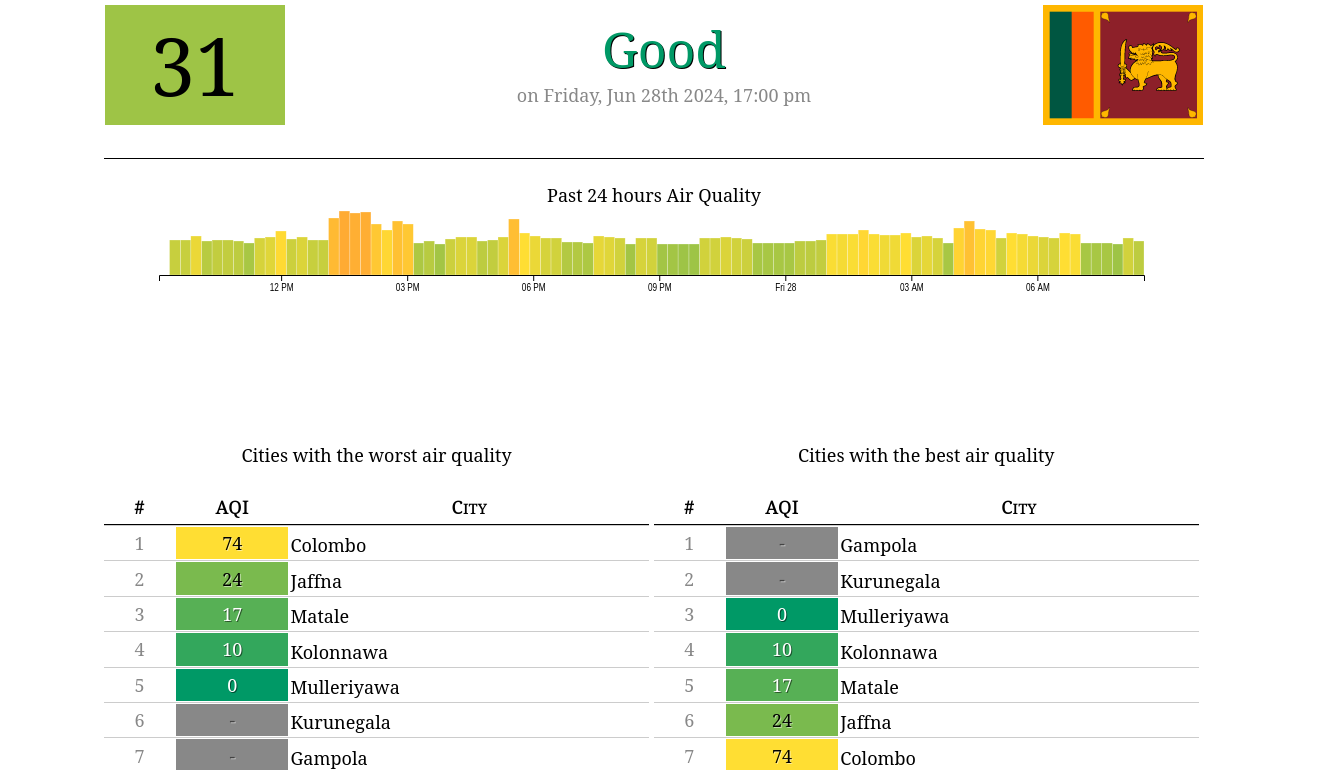 31
Good
on Friday, Jun 28th 2024, 17:00 pm
Past 24 hours Air Quality
12 PM 03 PM 06 PM 09 PM Fri 28 03 AM 06 AM
Cities with the worst air quality
# AQI City
1 74 Colombo
2 24 Jaffna
3 17 Matale
4 10 Kolonnawa
5 0 Mulleriyawa
6 - Kurunegala
7 - Gampola
Cities with the best air quality
# AQI City
1 - Gampola
2 - Kurunegala
3 0 Mulleriyawa
4 10 Kolonnawa
5 17 Matale
6 24 Jaffna
7 74 Colombo